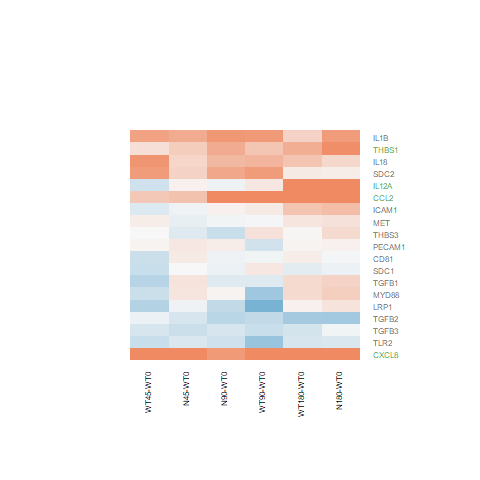 IL1B
THBS1
IL18
SDC2
IL12A
CCL2
ICAM1
MET
THBS3
PECAM1
CD81
SDC1
TGFB1
MYD88
LRP1
TGFB2
TGFB3
TLR2
CXCL8
WT45-WT0
N45-WT0
N90-WT0
WT90-WT0
WT180-WT0
N180-WT0